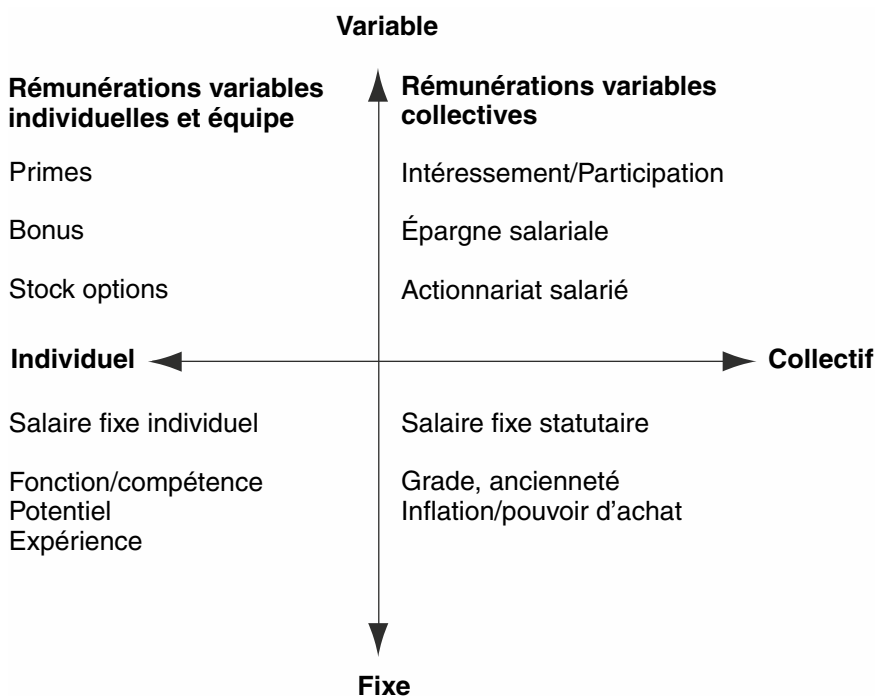 Variable
Rémunérations variables
individuelles et équipe
Primes
Bonus
Stock options
Rémunérations variables
collectives
Intéressement/Participation
Épargne salariale
Actionnariat salarié
Individuel
Collectif
Salaire fixe individuel
Fonction/compétence
Potentiel
Expérience
Salaire fixe statutaire
Grade, ancienneté
Inflation/pouvoir d'achat
Fixe